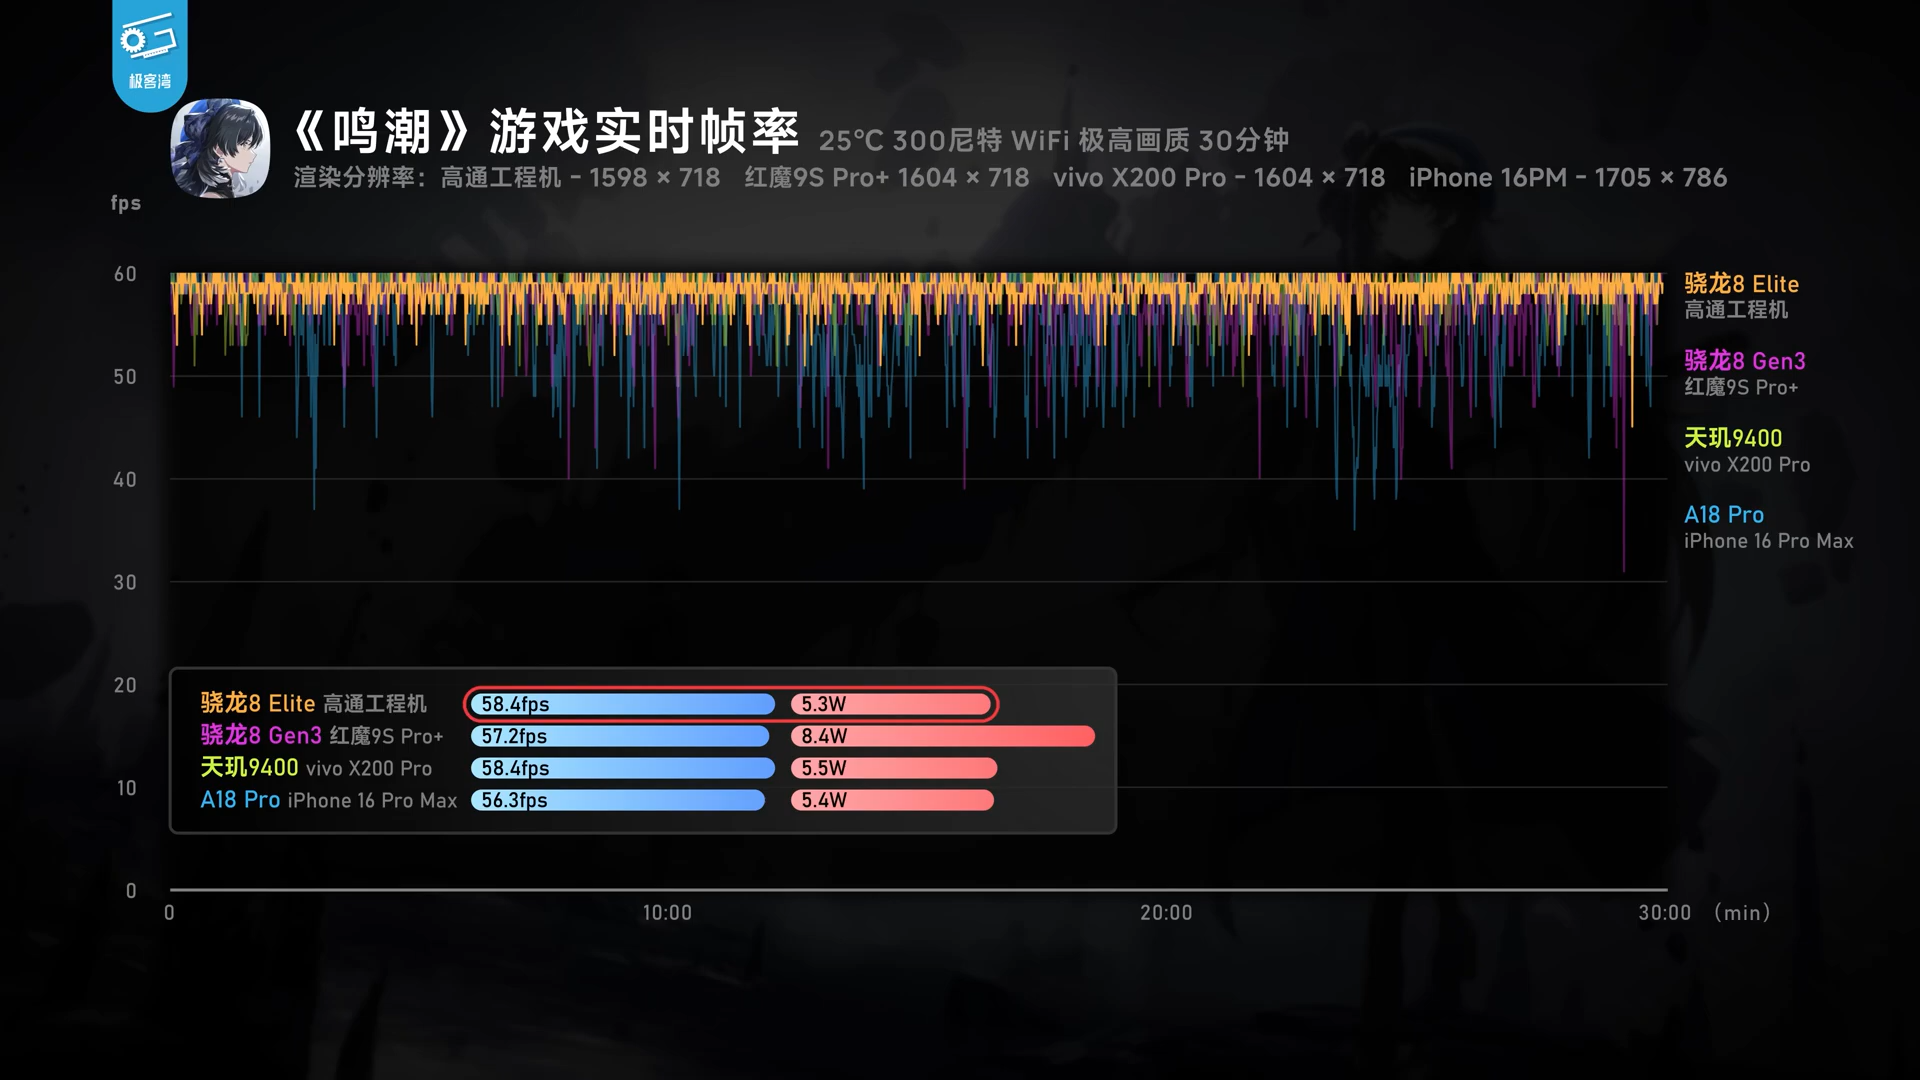 极客湾
《鸣潮》游戏实时帧率 25℃ 300尼特 WiFi 极高画质 30分钟
渲染分辨率：高通工程机 - 1598 × 718 红魔9S Pro+ 1604 × 718 vivo X200 Pro - 1604 × 718 iPhone 16PM - 1705 × 786
fps
60
50
40
30
20
10
0
骁龙8 Elite
高通工程机
骁龙8 Gen3
红魔9S Pro+
天玑9400
vivo X200 Pro
A18 Pro
iPhone 16 Pro Max
骁龙8 Elite 高通工程机 58.4fps 5.3W
骁龙8 Gen3 红魔9S Pro+ 57.2fps 8.4W
天玑9400 vivo X200 Pro 58.4fps 5.5W
A18 Pro iPhone 16 Pro Max 56.3fps 5.4W
0 10:00 20:00 30:00 （min）